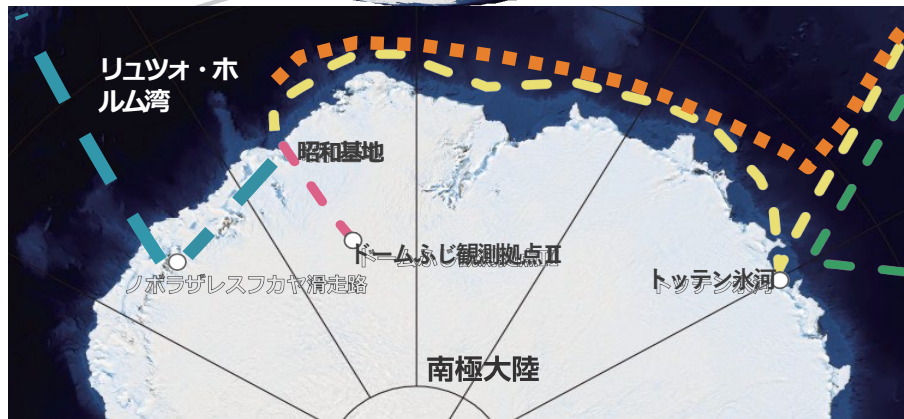 リュツォ・ホ
ルム湾
昭和基地
ドームふじ観測拠点Ⅱ
ノボラザレスフカヤ滑走路
トッテン氷河
南極大陸